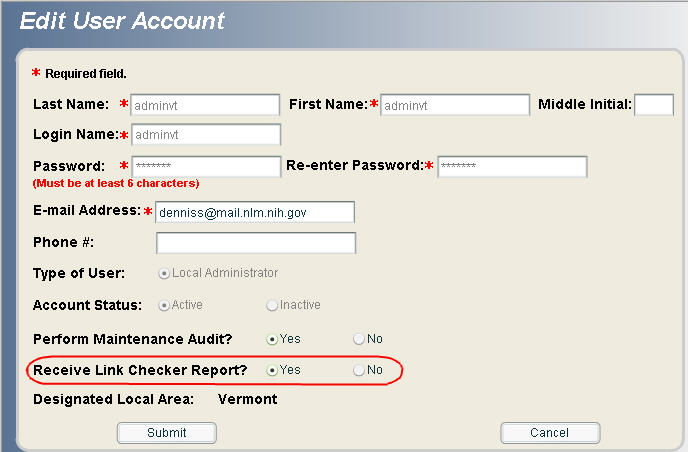 Edit User Account
* Required field.
Last Name: * adminvt First Name: * adminvt Middle Initial:
Login Name: * adminvt
Password: * ******* Re-enter Password: * *******
(Must be at least 6 characters)
E-mail Address: * denniss@mail.nlm.nih.gov
Phone #:
Type of User: Local Administrator
Account Status: Active Inactive
Perform Maintenance Audit? Yes No
Receive Link Checker Report? Yes No
Designated Local Area: Vermont
Submit Cancel